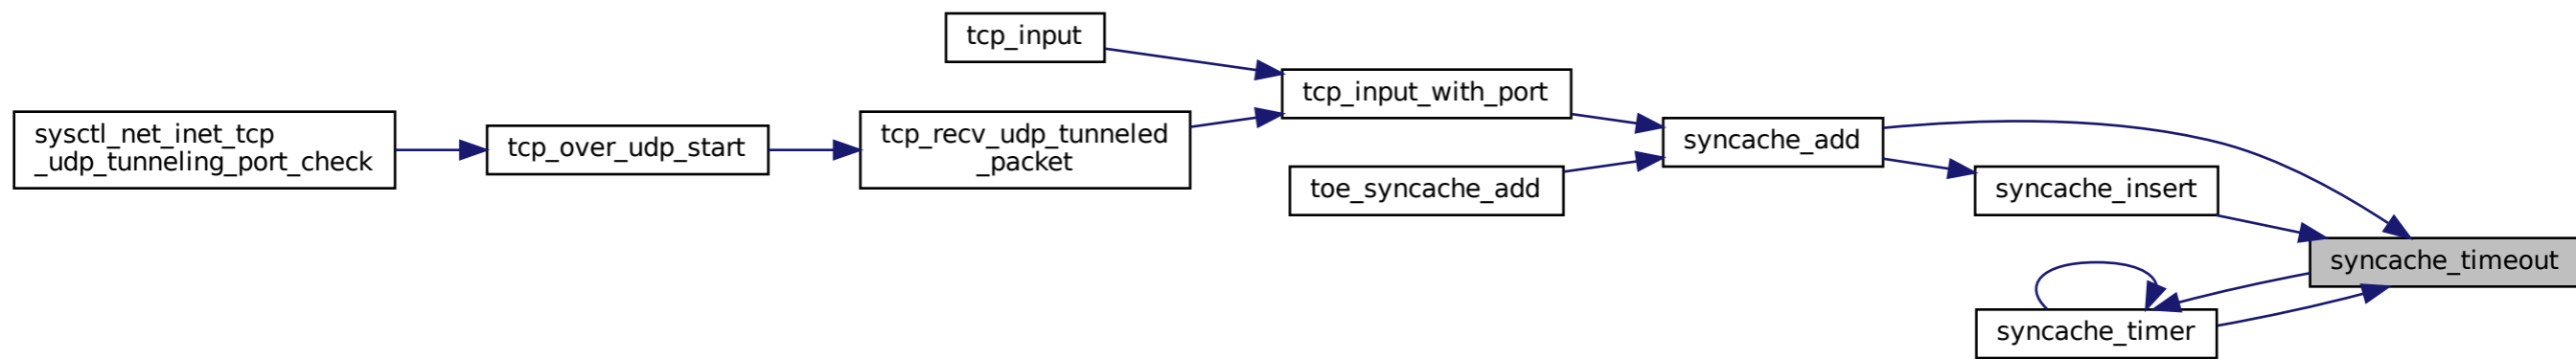 sysctl_net_inet_tcp
_udp_tunneling_port_check
tcp_over_udp_start
tcp_input
tcp_recv_udp_tunneled
_packet
tcp_input_with_port
toe_syncache_add
syncache_add
syncache_insert
syncache_timer
syncache_timeout